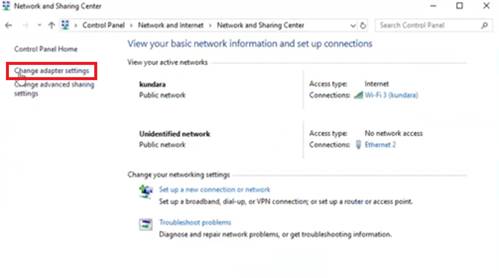 Network and Sharing Center
Control Panel > Network and Internet > Network and Sharing Center
Control Panel Home
Change adapter settings
Change advanced sharing
settings
View your basic network information and set up connections
View your active networks
kundara
Public network
Access type: Internet
Connections: Wi-Fi 3 (kundara)
Unidentified network
Public network
Access type: No network access
Connections: Ethernet 2
Change your networking settings
Set up a new connection or network
Set up a broadband, dial-up, or VPN connection; or set up a router or access point.
Troubleshoot problems
Diagnose and repair network problems, or get troubleshooting information.